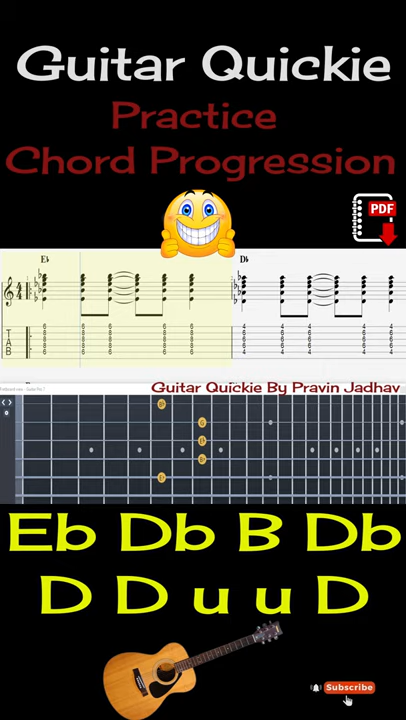 Guitar Quickie
Practice
Chord Progression
PDF
Eb Db
Guitar Quickie By Pravin Jadhav
Eb Db B Db
D D u u D
Subscribe